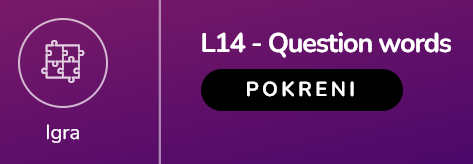 L14 - Question words
POKRENI
Igra